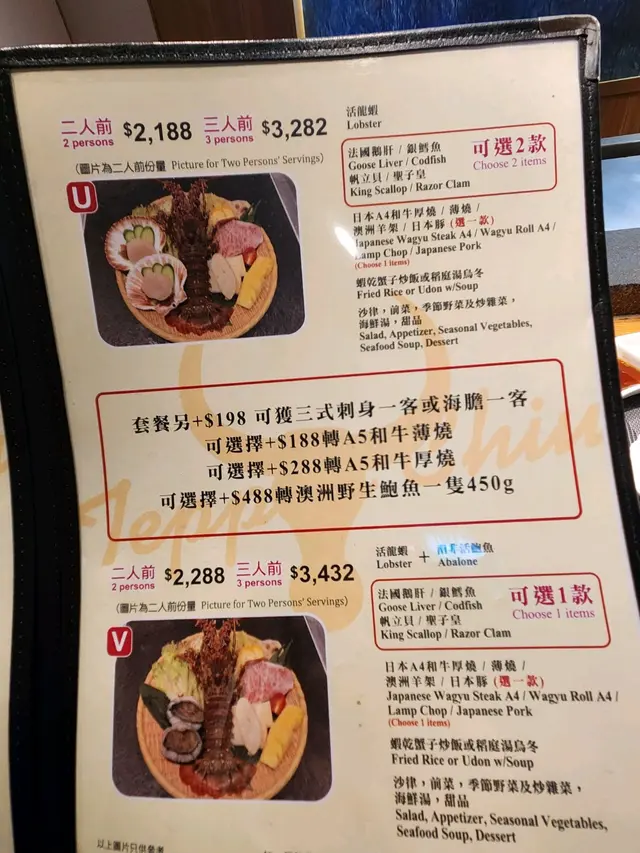 二人前 $2,188 三人前 $3,282
2 persons 3 persons
(圖片為二人前份量 Picture for Two Persons' Servings)
U
活龍蝦
Lobster
法國鵝肝 / 銀鱈魚
Goose Liver / Codfish
帆立貝 / 聖子皇
King Scallop / Razor Clam
可選2款
Choose 2 items
日本A4和牛厚燒 / 薄燒 /
澳洲羊架 / 日本豚 (選一款)
Japanese Wagyu Steak A4 / Wagyu Roll A4 /
Lamp Chop / Japanese Pork
(Choose 1 items)
蝦乾蟹子炒飯或稻庭湯烏冬
Fried Rice or Udon w/Soup
沙律，前菜，季節野菜及炒雜菜，
海鮮湯，甜品
Salad, Appetizer, Seasonal Vegetables,
Seafood Soup, Dessert
套餐另+$198 可獲三式刺身一客或海膽一客
可選擇+$188轉A5和牛薄燒
可選擇+$288轉A5和牛厚燒
可選擇+$488轉澳洲野生鮑魚一隻450g
Teppa Chiu
二人前 $2,288 三人前 $3,432
2 persons 3 persons
(圖片為二人前份量 Picture for Two Persons' Servings)
V
活龍蝦 + 活鮑魚
Lobster Abalone
法國鵝肝 / 銀鱈魚
Goose Liver / Codfish
帆立貝 / 聖子皇
King Scallop / Razor Clam
可選1款
Choose 1 items
日本A4和牛厚燒 / 薄燒 /
澳洲羊架 / 日本豚 (選一款)
Japanese Wagyu Steak A4 / Wagyu Roll A4 /
Lamp Chop / Japanese Pork
(Choose 1 items)
蝦乾蟹子炒飯或稻庭湯烏冬
Fried Rice or Udon w/Soup
沙律，前菜，季節野菜及炒雜菜，
海鮮湯，甜品
Salad, Appetizer, Seasonal Vegetables,
Seafood Soup, Dessert
以上圖片只供參考